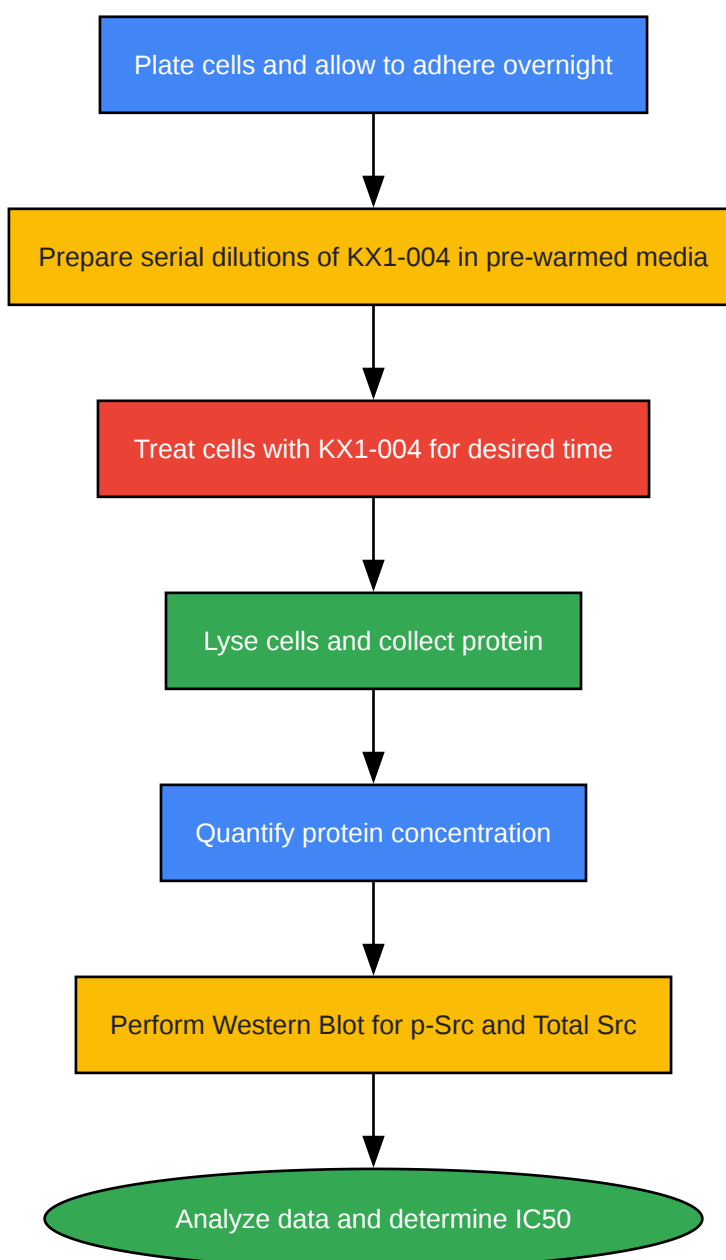 Plate cells and allow to adhere overnight
Prepare serial dilutions of KX1-004 in pre-warmed media
Treat cells with KX1-004 for desired time
Lyse cells and collect protein
Quantify protein concentration
Perform Western Blot for p-Src and Total Src
Analyze data and determine IC50